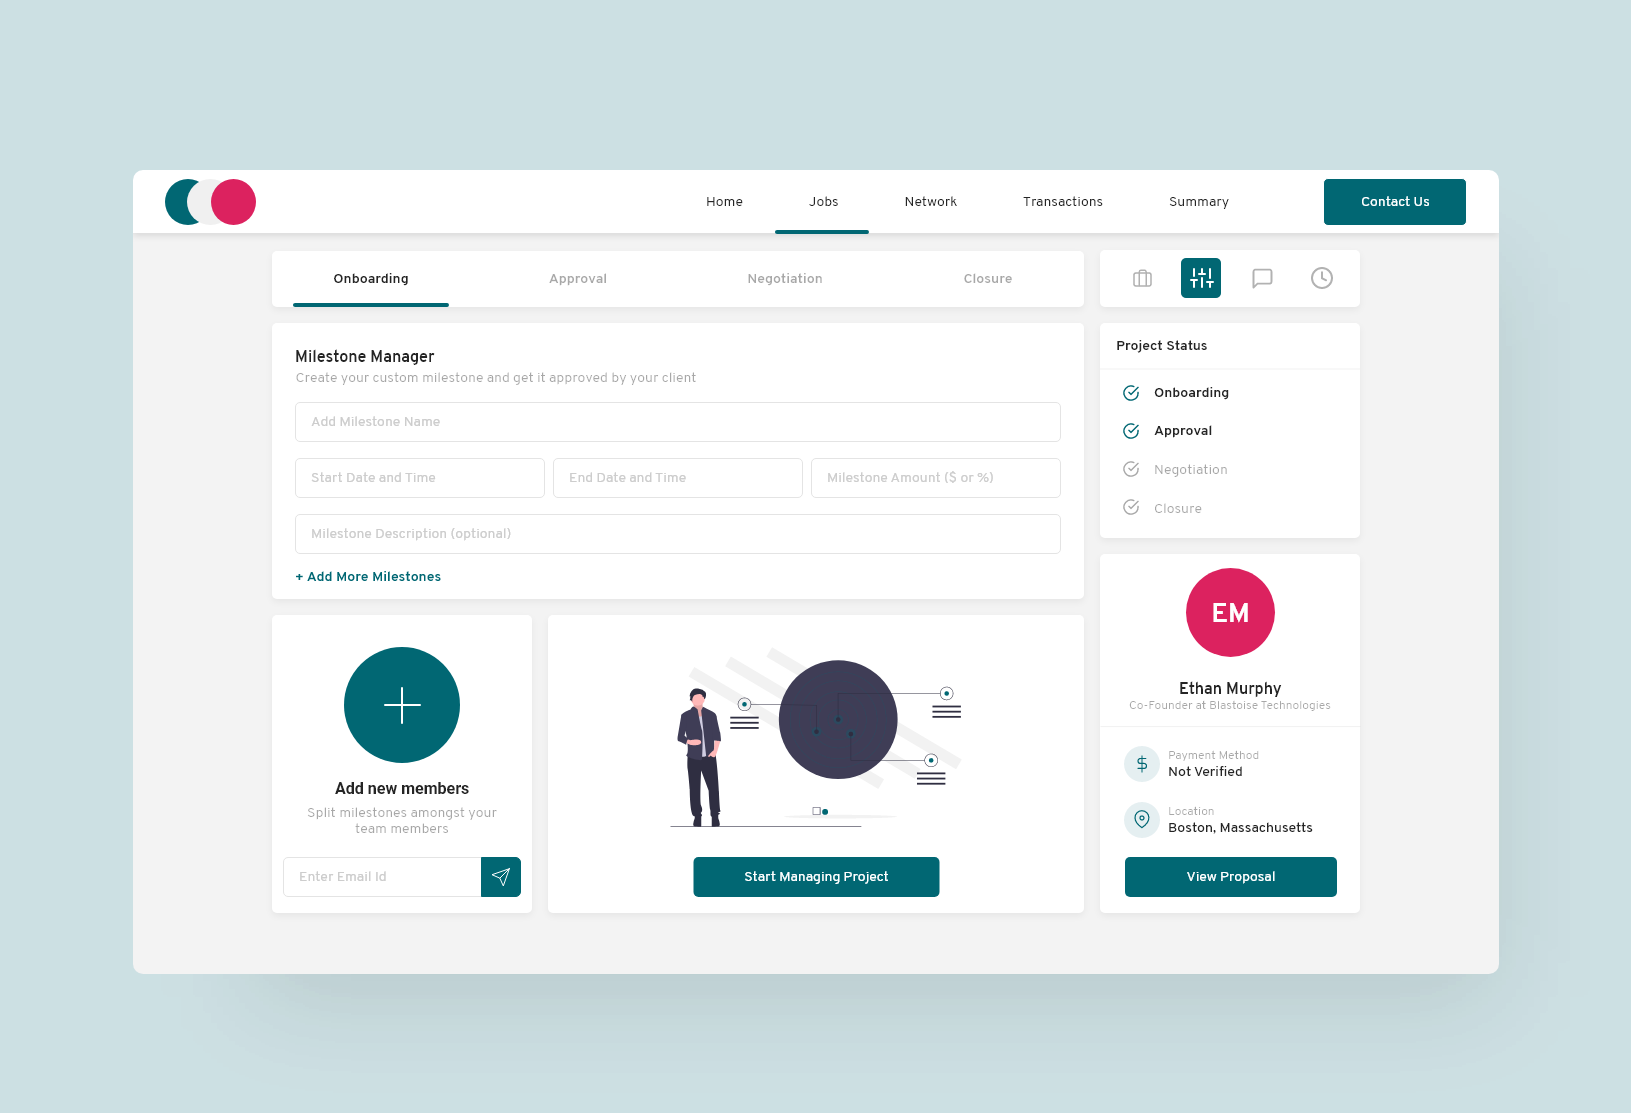 Home
Jobs
Network
Transactions
Summary
Contact Us
Onboarding
Approval
Negotiation
Closure
Milestone Manager
Create your custom milestone and get it approved by your client
Add Milestone Name
Start Date and Time
End Date and Time
Milestone Amount ($ or %)
Milestone Description (optional)
+ Add More Milestones
Add new members
Split milestones amongst your
team members
Enter Email Id
Start Managing Project
Project Status
Onboarding
Approval
Negotiation
Closure
EM
Ethan Murphy
Co-Founder at Blastoise Technologies
$
Payment Method
Not Verified
Location
Boston, Massachusetts
View Proposal